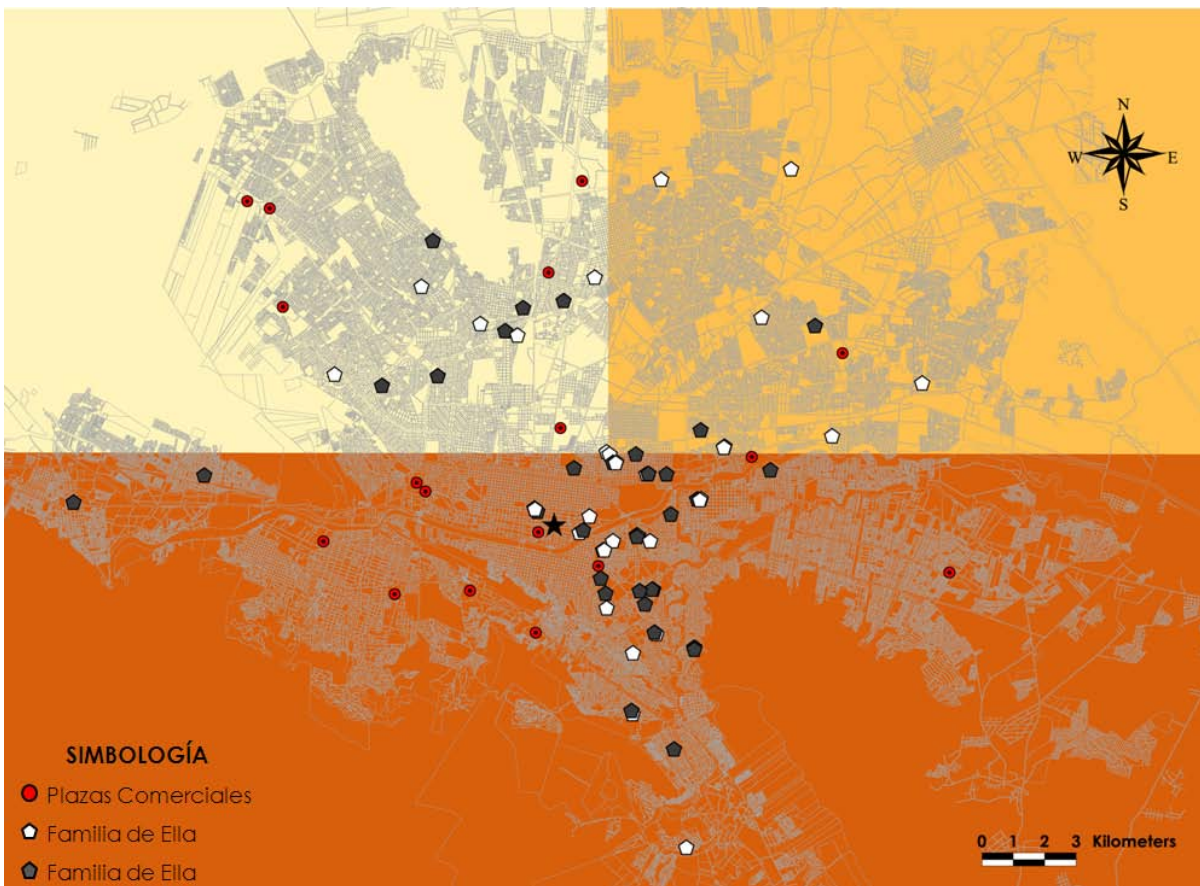 N
W E
S
SIMBOLOGÍA
Plazas Comerciales
Familia de Ella
Familia de Ella
0 1 2 3 Kilometers